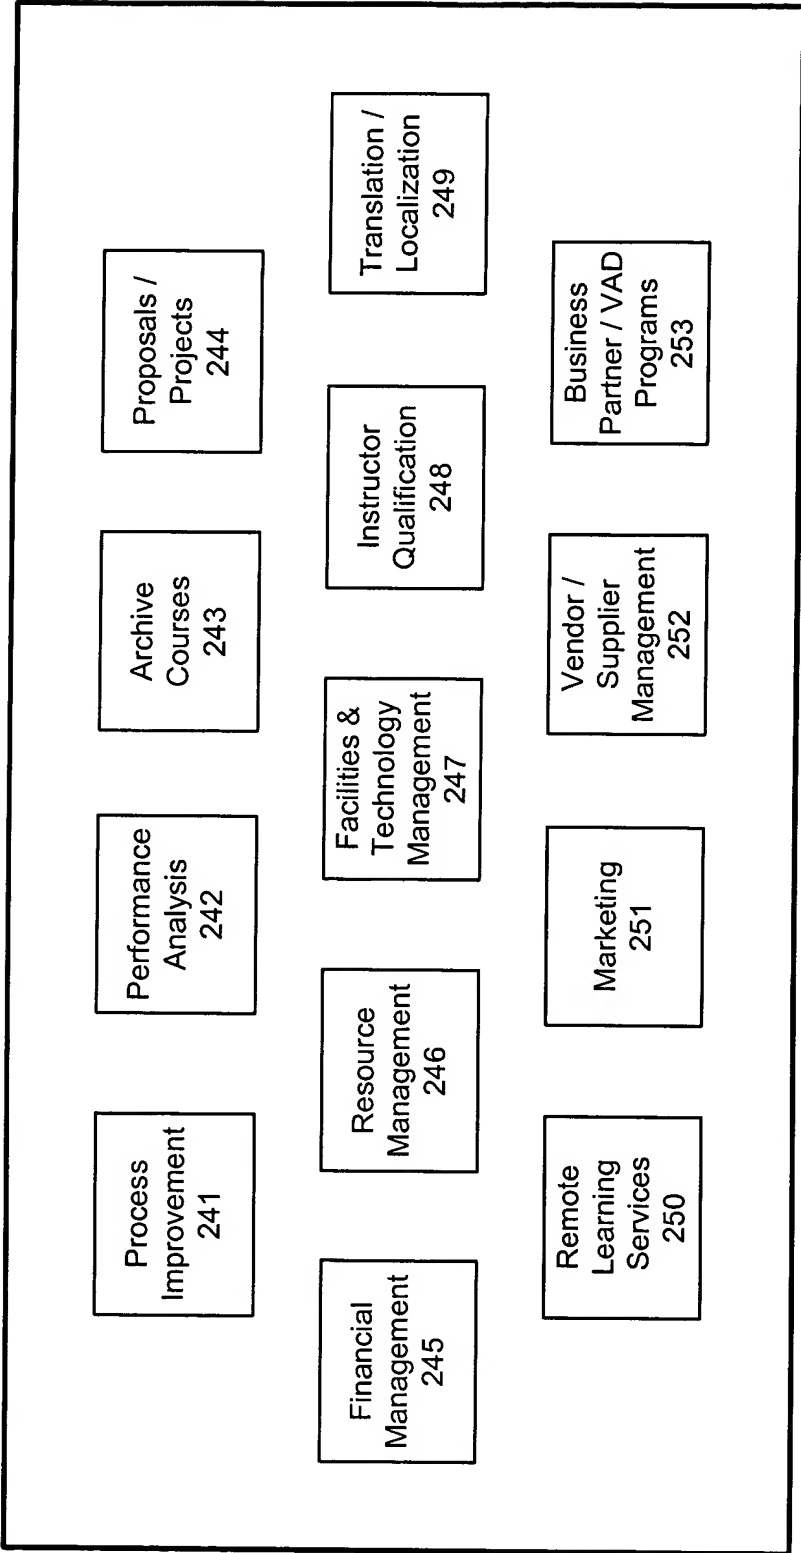 Process
Improvement
241
Performance
Analysis
242
Archive
Courses
243
Proposals /
Projects
244
Financial
Management
245
Resource
Management
246
Facilities &
Technology
Management
247
Instructor
Qualification
248
Translation /
Localization
249
Remote
Learning
Services
250
Marketing
251
Vendor /
Supplier
Management
252
Business
Partner / VAD
Programs
253